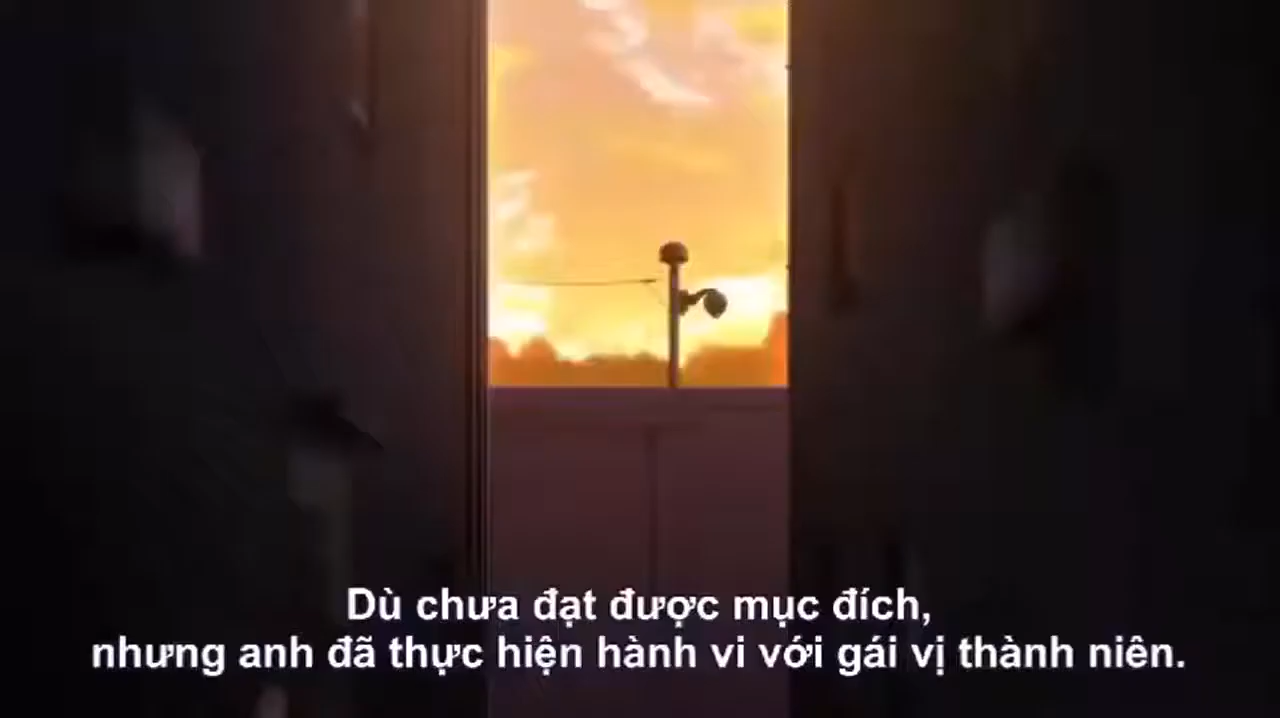 Dù chưa đạt được mục đích,
nhưng anh đã thực hiện hành vi với gái vị thành niên.